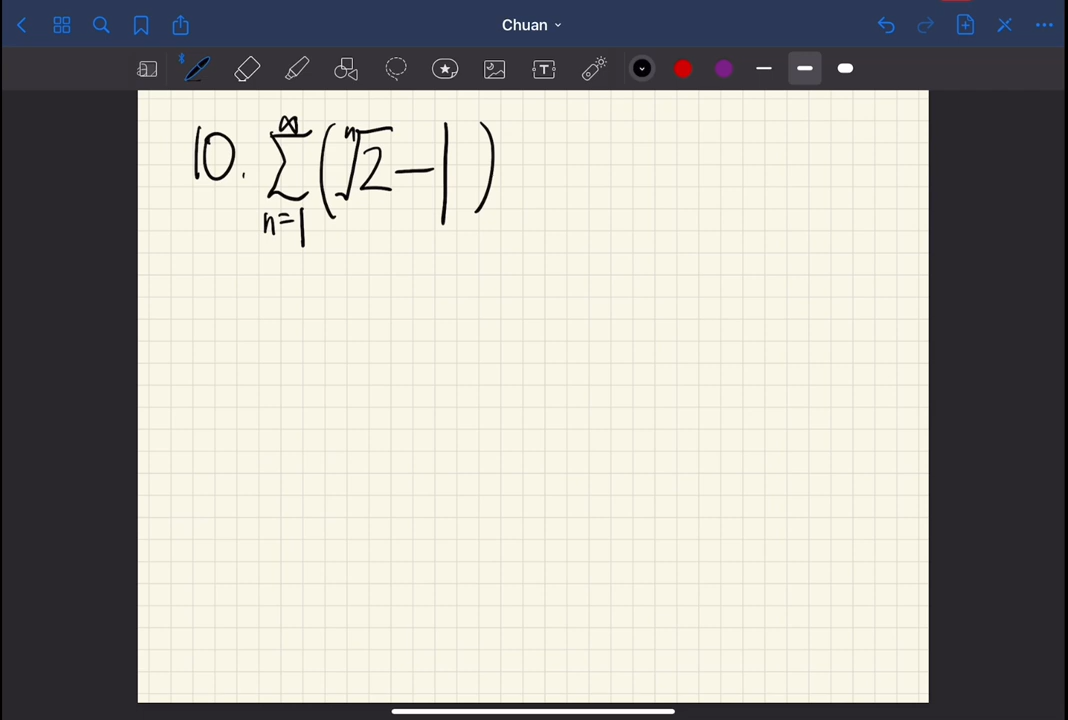 Chuan
10. ∑_{n=1}^{∞} (ⁿ√2 − 1)